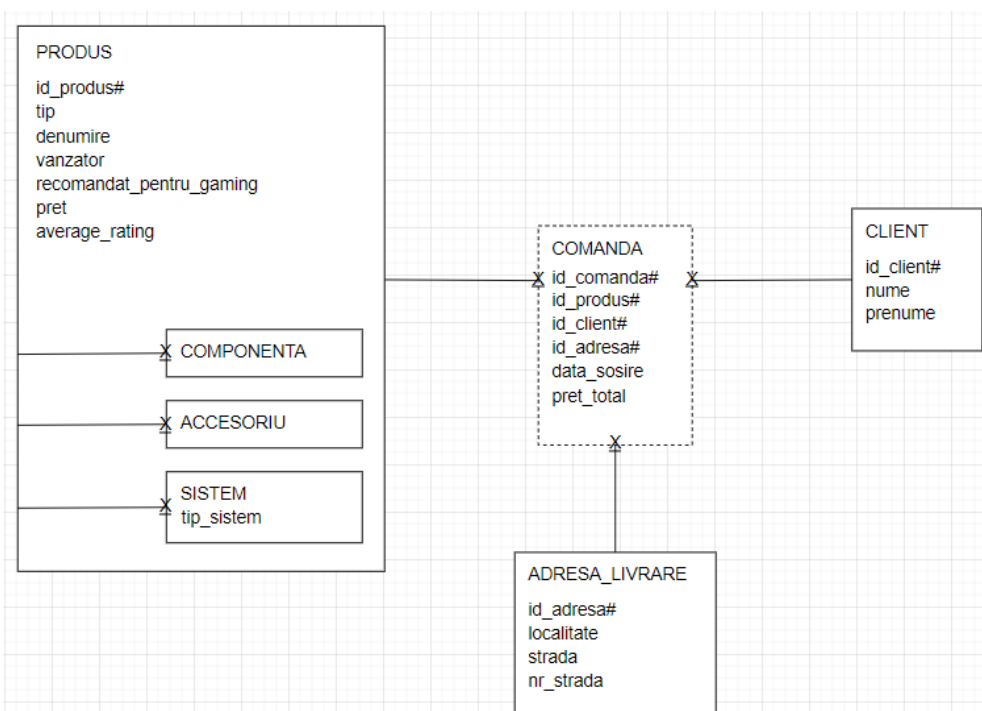 PRODUS
id_produs#
tip
denumire
vanzator
recomandat_pentru_gaming
pret
average_rating
X COMPONENTA
X ACCESORIU
SISTEM
X tip_sistem
COMANDA
X id_comanda# X
id_produs#
id_client#
id_adresa#
data_sosire
pret_total
X
CLIENT
id_client#
nume
prenume
ADRESA_LIVRARE
id_adresa#
localitate
strada
nr_strada